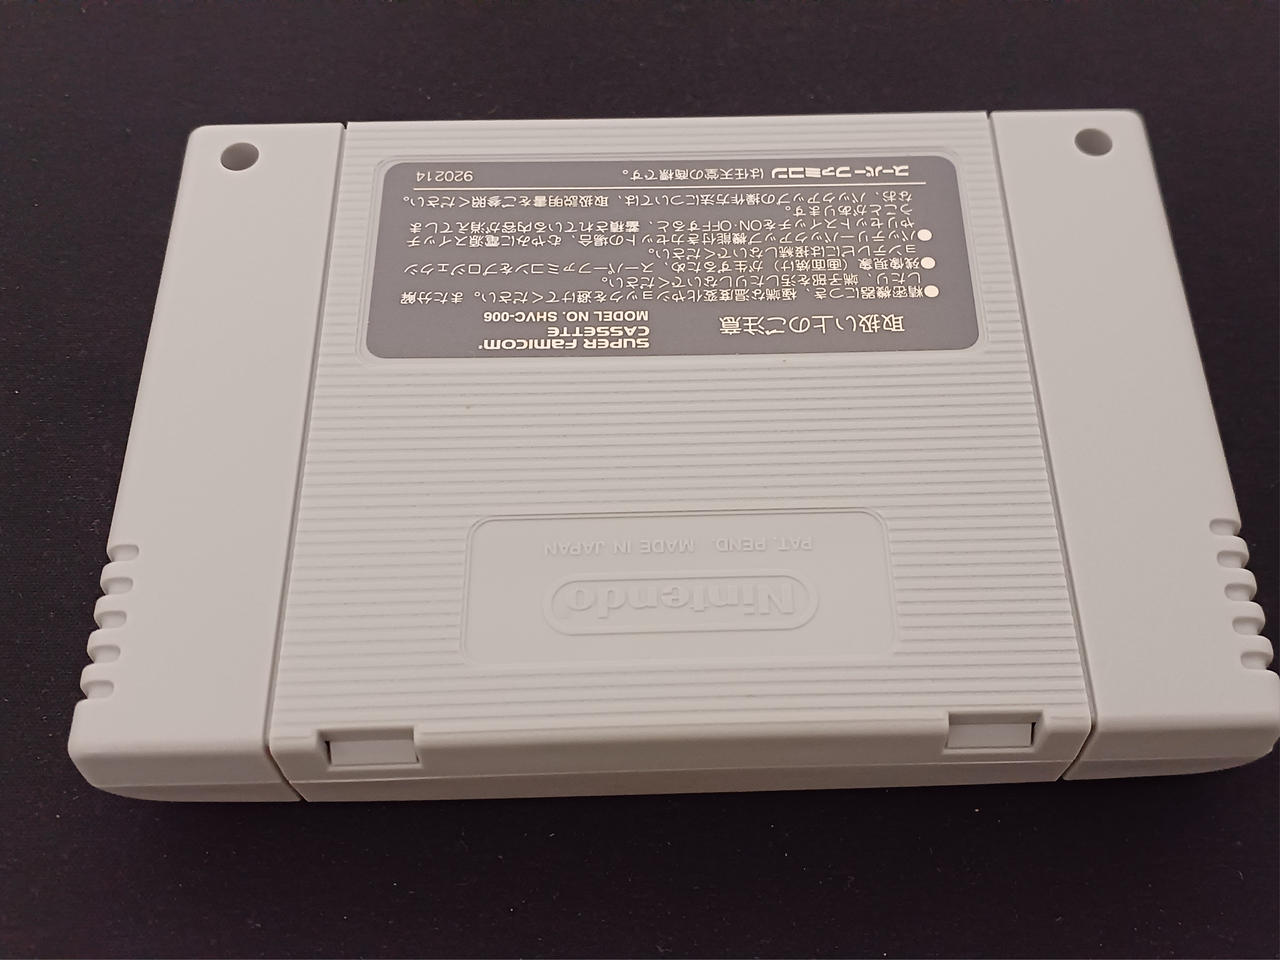 取扱い上のご注意
SUPER FAMICOM
CASSETTE
MODEL NO. SHVC-006
●精密機器につき、極端な温度変化やショックを避けてください。また分解
したり、端子部を汚したりしないでください。
●残像現象（画面焼け）が生ずるため、スーパーファミコンをプロジェクシ
ョンテレビには接続しないでください。
●バッテリーバックアップ機能付きカセットの場合、むやみに電源スイッチ
やリセットスイッチをON・OFFすると、蓄積されている内容が消えてしま
うことがあります。
なお、バックアップの操作方法については、取扱説明書をご参照ください。
スーパーファミコンは任天堂の商標です。 920214
PAT. PEND. MADE IN JAPAN
Nintendo®